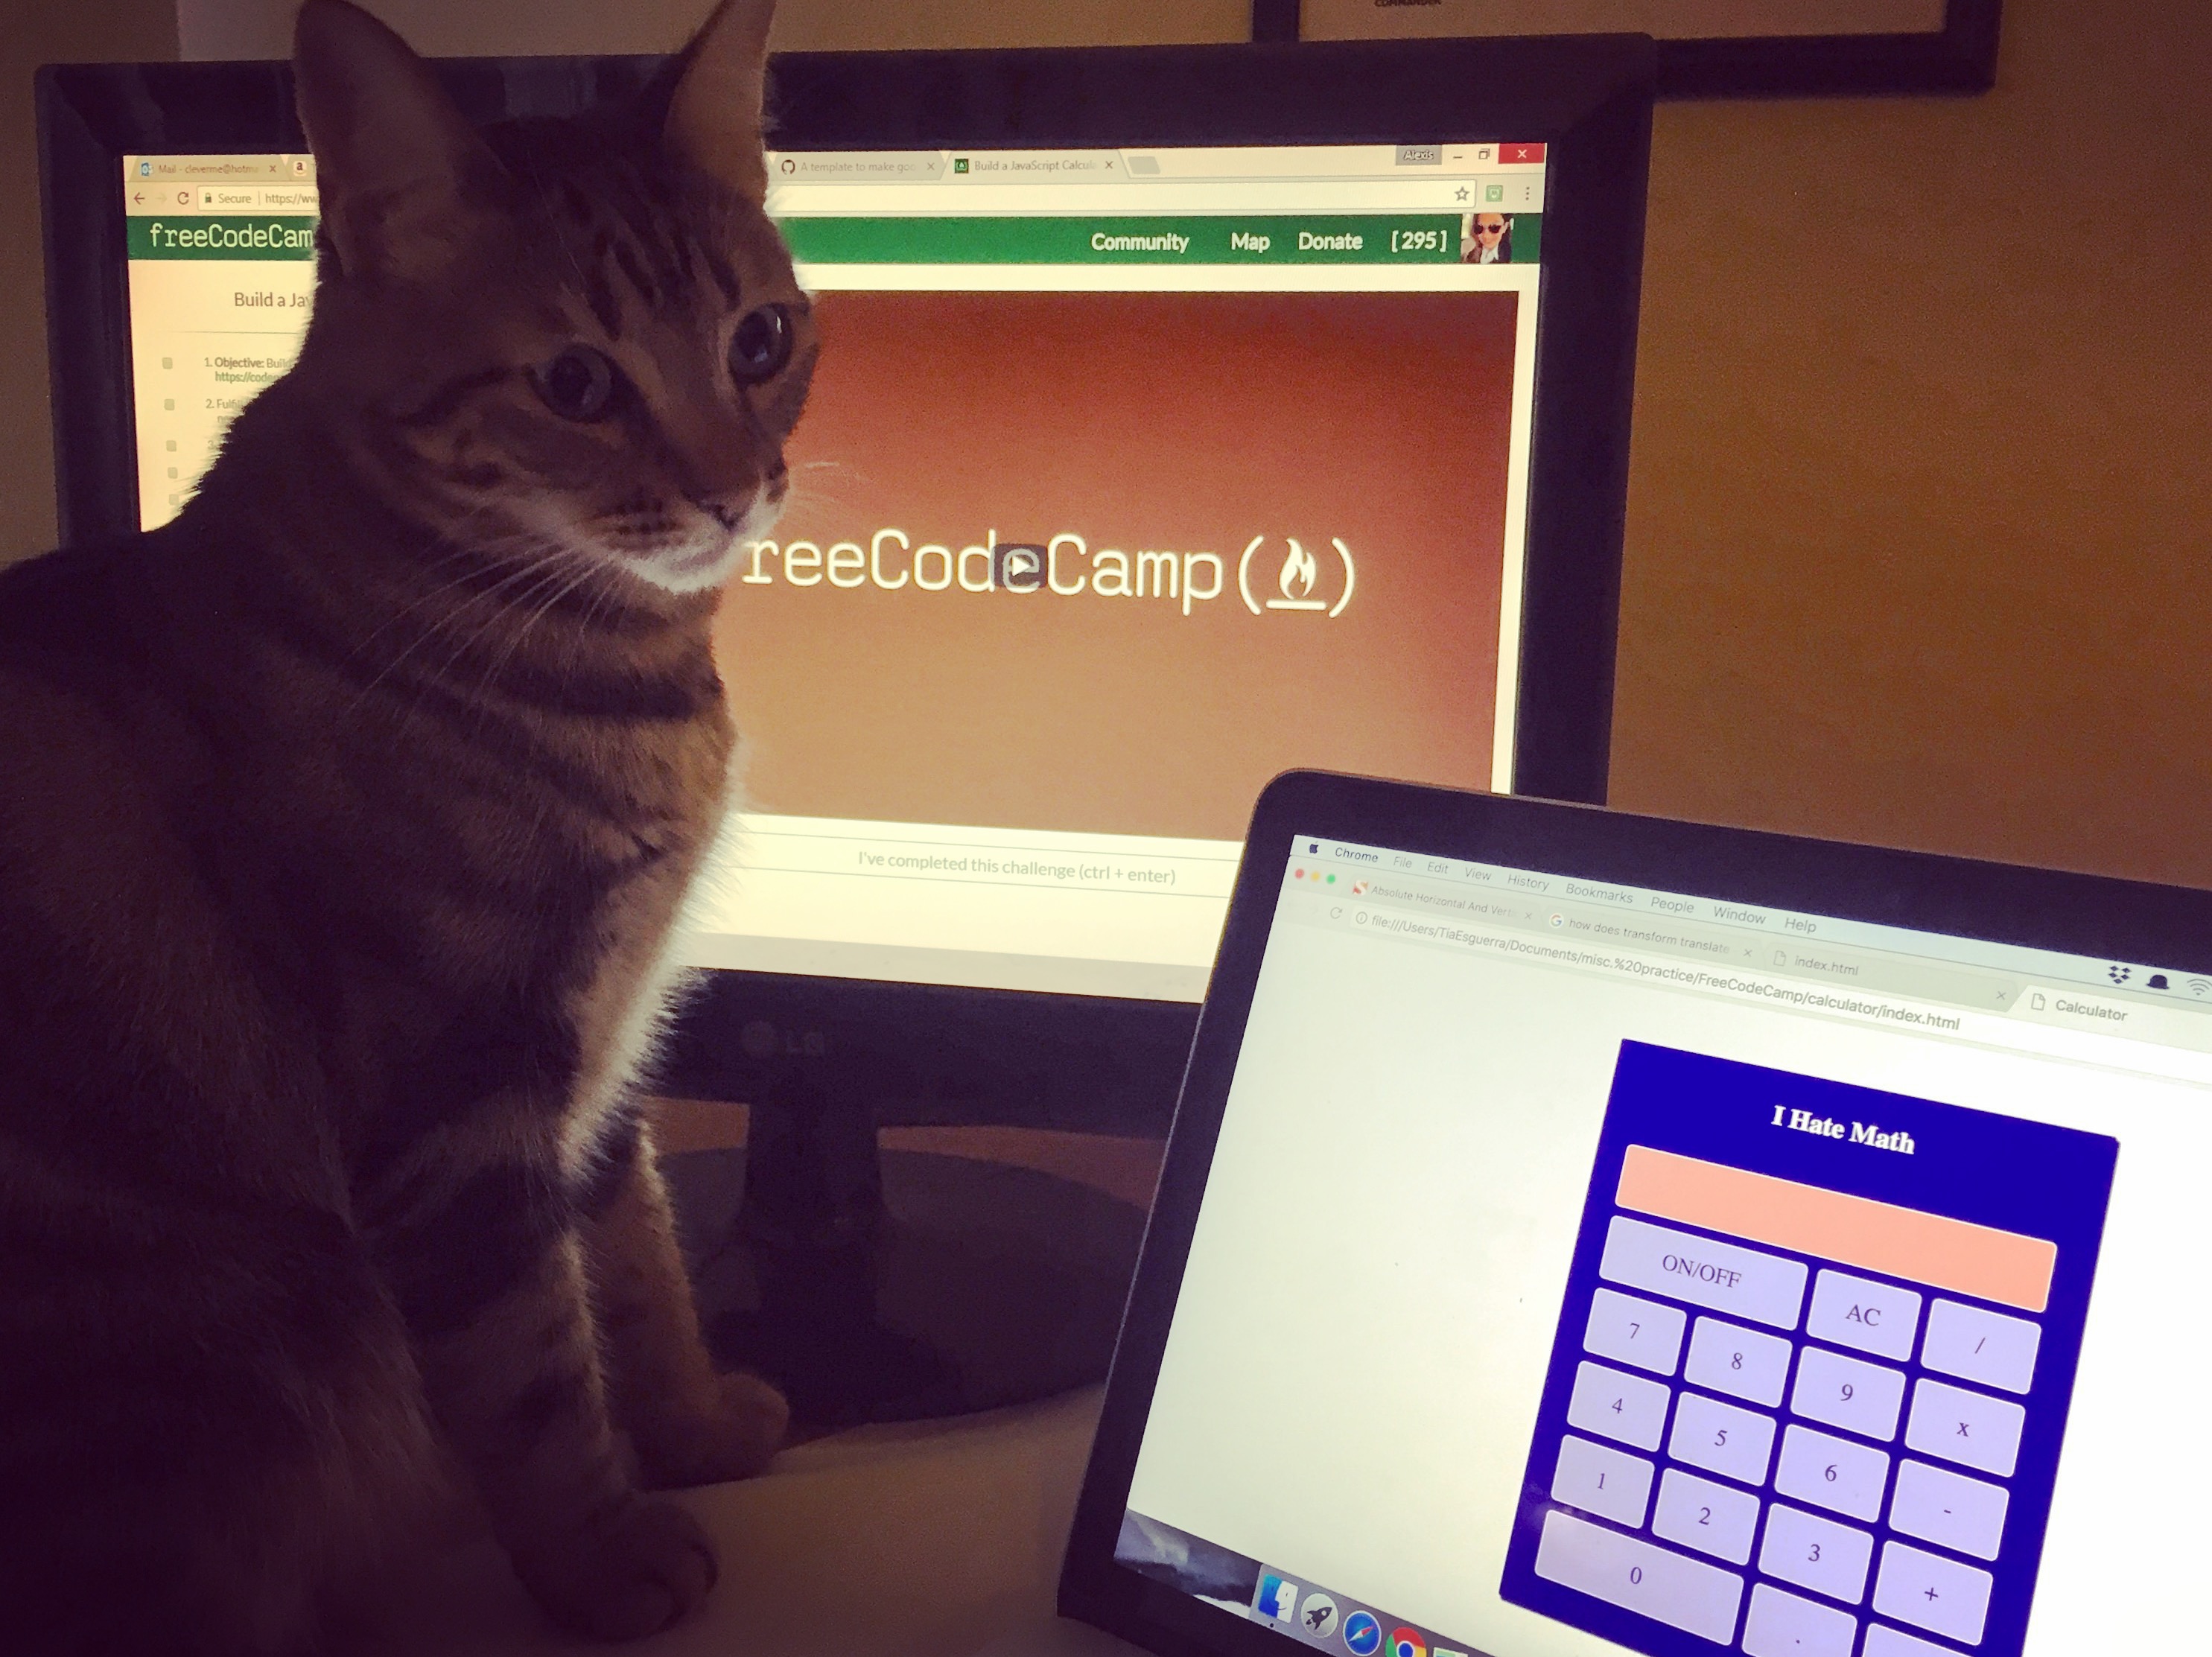 COMMANDER
Mail - cleverme@hotma
A template to make goo
Build a JavaScript Calcul
Alexis
Secure
https://ww
freeCodeCam
Community
Map
Donate
[ 295 ]
Build a Jav
1. Objective: Buil
https://code
2. Fulfil
reeCodeCamp(
I've completed this challenge (ctrl + enter)
LG
Chrome File Edit View History Bookmarks People Window Help
Absolute Horizontal And Vert
how does transform translate
index.html
Calculator
file:///Users/TiaEsguerra/Documents/misc.%20practice/FreeCodeCamp/calculator/index.html
I Hate Math
ON/OFF AC /
7 8 9 x
4 5 6 -
1 2 3 +
0 .